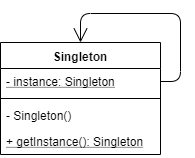 Singleton
- instance: Singleton
- Singleton()
+ getInstance(): Singleton